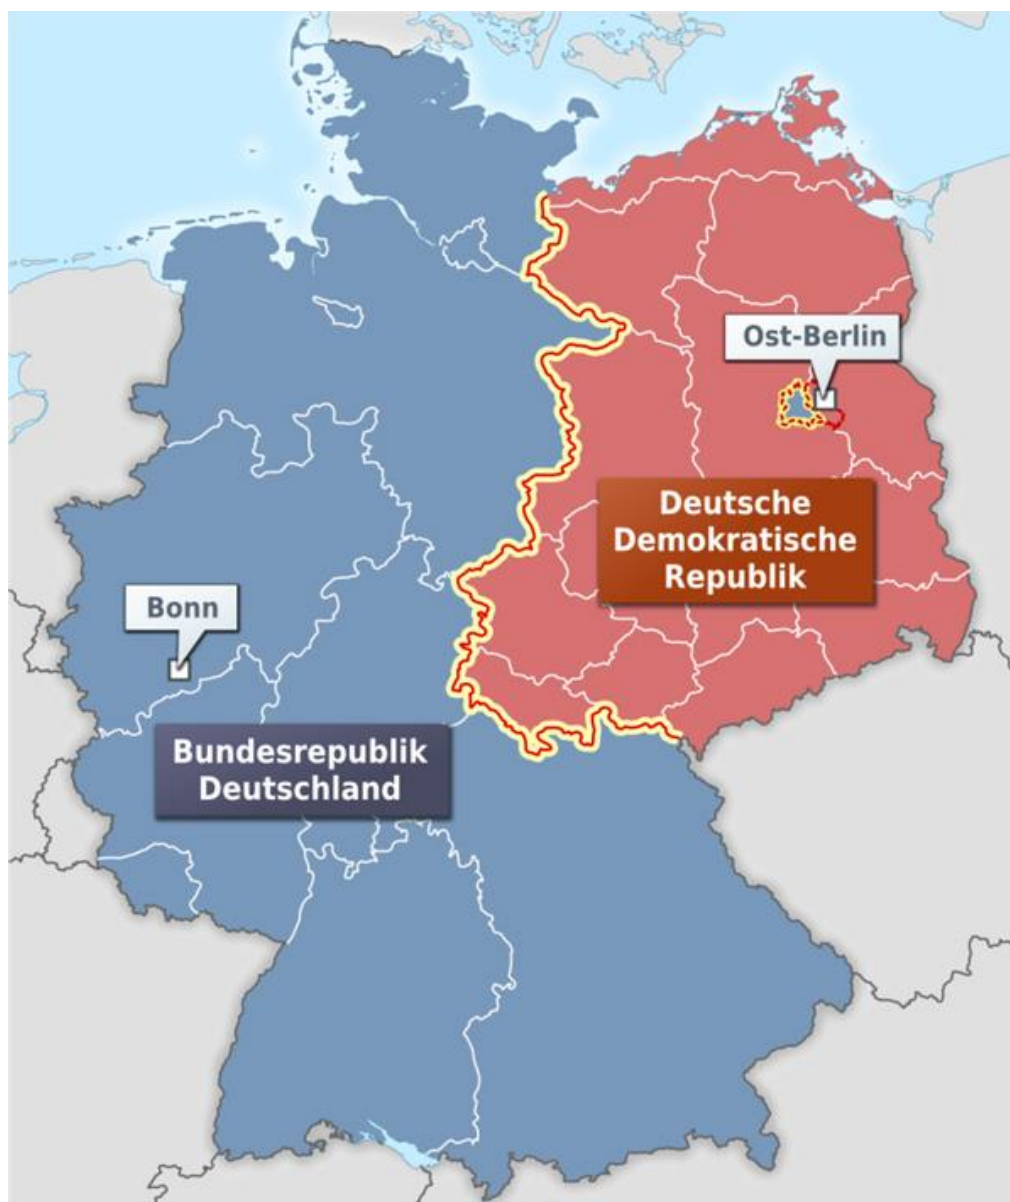 Ost-Berlin
Deutsche
Demokratische
Republik
Bonn
Bundesrepublik
Deutschland